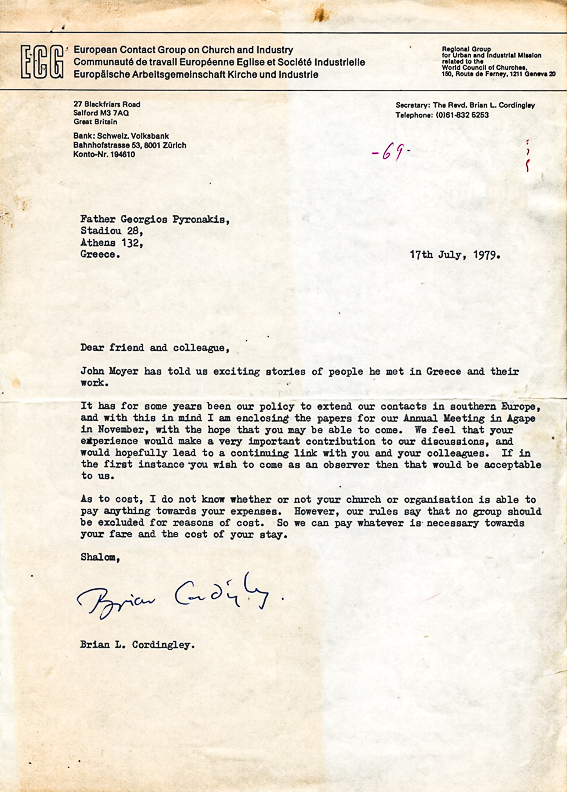 ECG
European Contact Group on Church and Industry
Communauté de travail Européenne Eglise et Société Industrielle
Europäische Arbeitsgemeinschaft Kirche und Industrie
Regional Group
for Urban and Industrial Mission
related to the
World Council of Churches,
150, Route de Ferney, 1211 Geneva 20
27 Blackfriars Road
Salford M3 7AQ
Great Britain
Bank: Schweiz. Volksbank
Bahnhofstrasse 53, 8001 Zürich
Konto-Nr. 194610
Secretary: The Revd. Brian L. Cordingley
Telephone: (0)61-832 5253
-69-
Father Georgios Pyronakis,
Stadiou 28,
Athens 132,
Greece.
17th July, 1979.
Dear friend and colleague,
John Moyer has told us exciting stories of people he met in Greece and their
work.
It has for some years been our policy to extend our contacts in southern Europe,
and with this in mind I am enclosing the papers for our Annual Meeting in Agape
in November, with the hope that you may be able to come. We feel that your
experience would make a very important contribution to our discussions, and
would hopefully lead to a continuing link with you and your colleagues. If in
the first instance you wish to come as an observer then that would be acceptable
to us.
As to cost, I do not know whether or not your church or organisation is able to
pay anything towards your expenses. However, our rules say that no group should
be excluded for reasons of cost. So we can pay whatever is necessary towards
your fare and the cost of your stay.
Shalom,
Brian Cordingley.
Brian L. Cordingley.